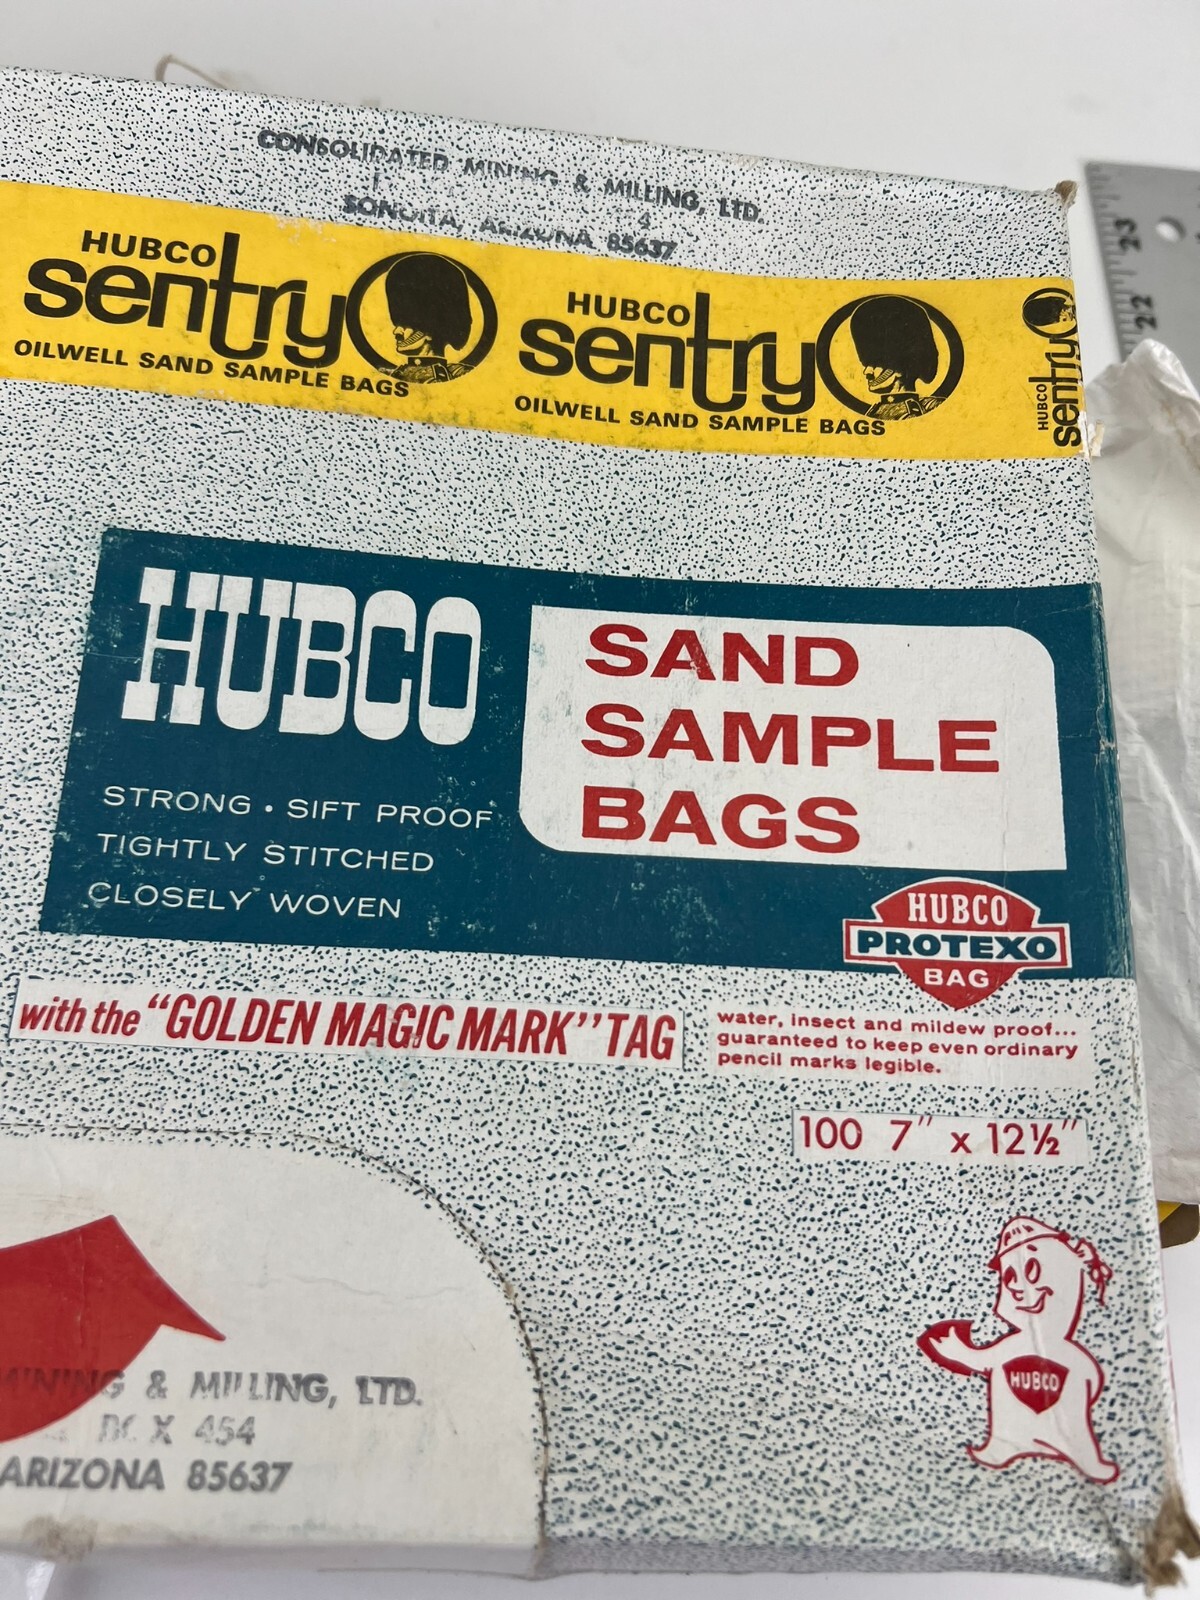 CONSOLIDATED MINING & MILLING, LTD.
SONOITA, ARIZONA 85637
HUBCO
sentry
OILWELL SAND SAMPLE BAGS
HUBCO
sentry
OILWELL SAND SAMPLE BAGS
HUBCO
sentry
23
22
HUBCO
SAND
SAMPLE
BAGS
STRONG • SIFT PROOF
TIGHTLY STITCHED
CLOSELY WOVEN
HUBCO
PROTEXO
BAG
with the "GOLDEN MAGIC MARK" TAG
water, insect and mildew proof...
guaranteed to keep even ordinary
pencil marks legible.
100 7" x 12½"
HUBCO
MINING & MILLING, LTD.
BOX 454
ARIZONA 85637